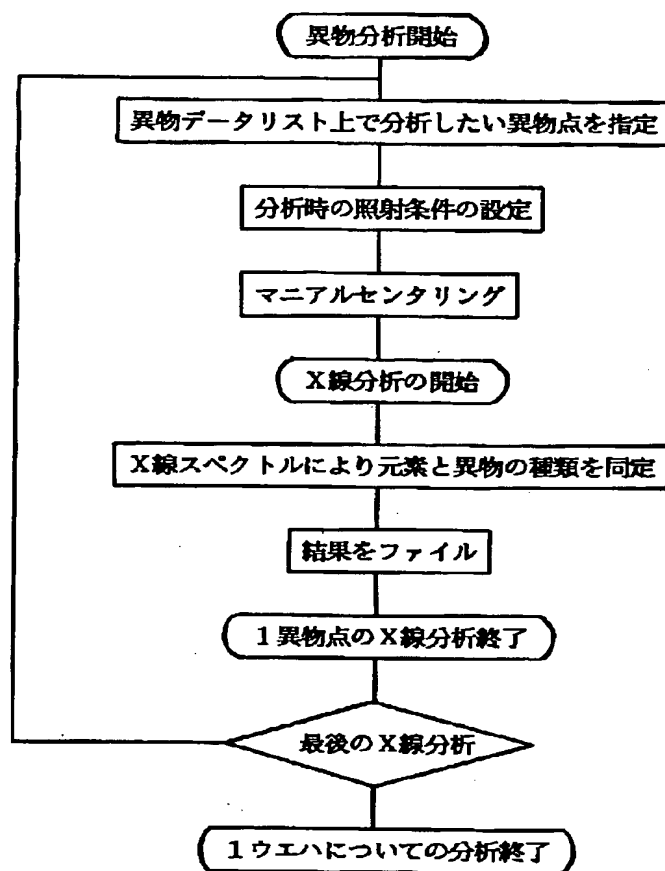 異物分析開始
異物データリスト上で分析したい異物点を指定
分析時の照射条件の設定
マニアルセンタリング
X線分析の開始
X線スペクトルにより元素と異物の種類を同定
結果をファイル
1異物点のX線分析終了
最後のX線分析
1ウエハについての分析終了